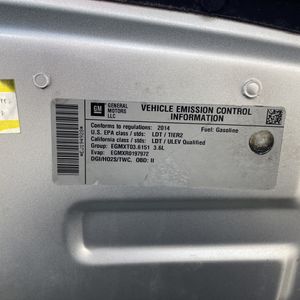 GM
GENERAL MOTORS LLC
VEHICLE EMISSION CONTROL INFORMATION
Conforms to regulations: 2014 Fuel: Gasoline
U.S. EPA class / stds: LDT / TIER2
California class / stds: LDT / ULEV Qualified
Group: EGMXT03.6151 3.6L
Evap: EGMXR0197972
DGI/HO2S/TWC, OBD: II